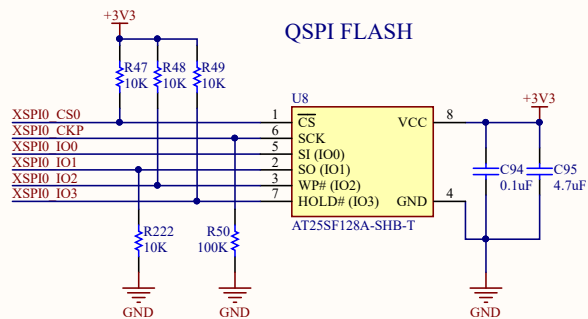 +3V3
QSPI FLASH
R47
10K
R48
10K
R49
10K
U8
+3V3
XSPI0_CS0
1
CS
VCC
8
XSPI0_CKP
6
SCK
XSPI0_IO0
5
SI (IO0)
XSPI0_IO1
2
SO (IO1)
C94
0.1uF
C95
4.7uF
XSPI0_IO2
3
WP# (IO2)
XSPI0_IO3
7
HOLD# (IO3)
GND
4
AT25SF128A-SHB-T
R222
10K
R50
100K
GND
GND
GND